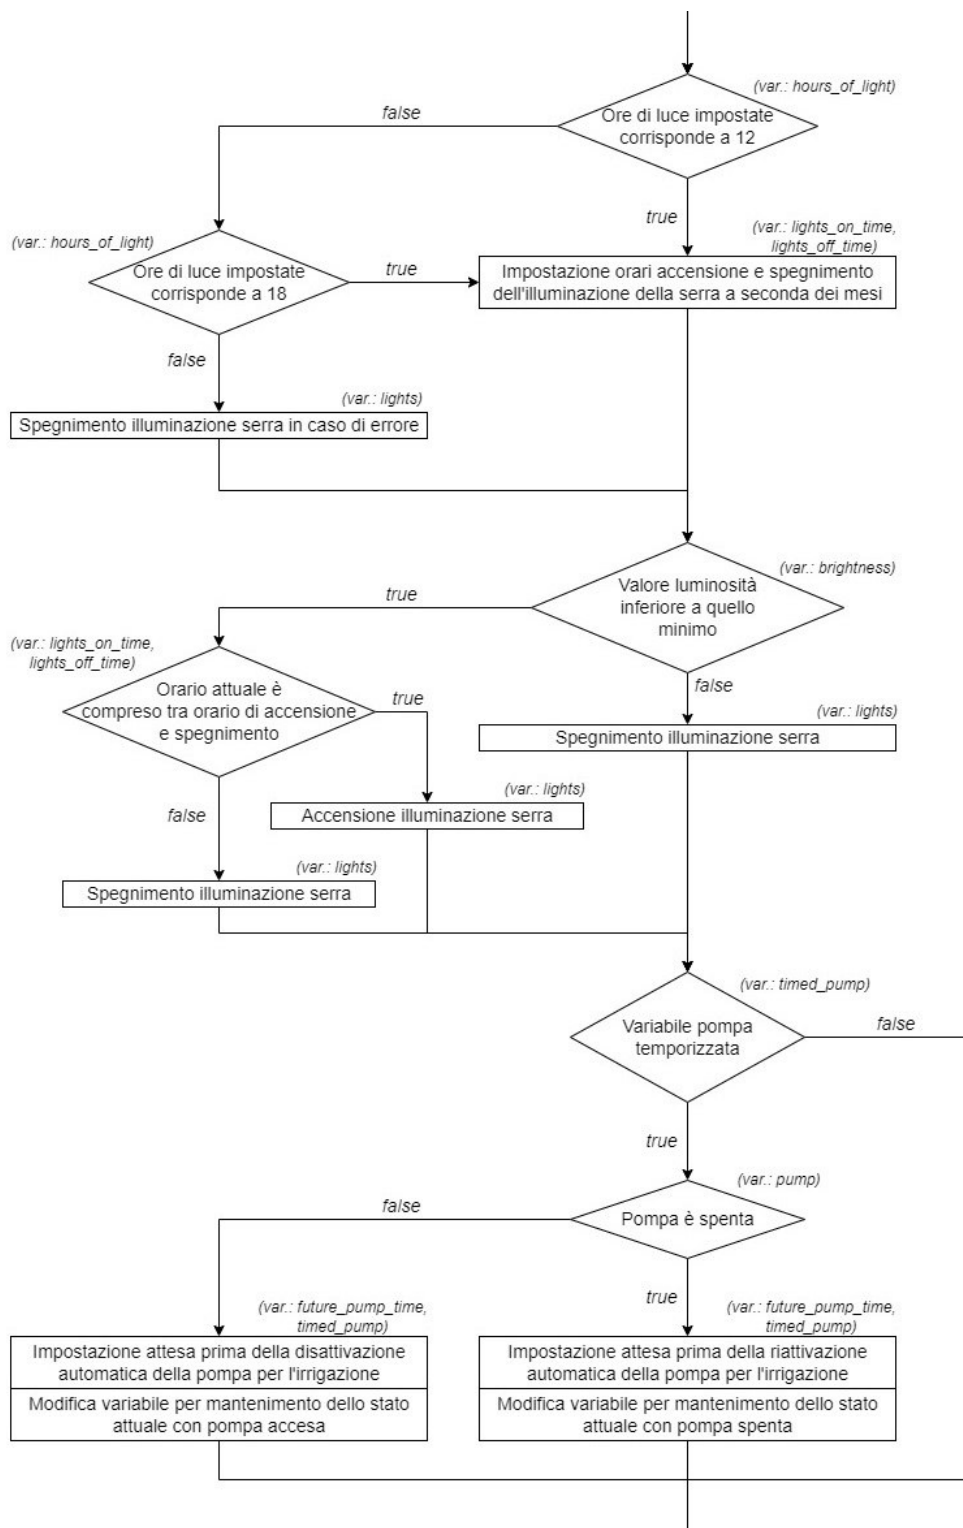 (var.: hours_of_light)
false
Ore di luce impostate
corrisponde a 12
true
(var.: hours_of_light)
(var.: lights_on_time,
lights_off_time)
Ore di luce impostate
corrisponde a 18
true
Impostazione orari accensione e spegnimento
dell'illuminazione della serra a seconda dei mesi
false
(var.: lights)
Spegnimento illuminazione serra in caso di errore
(var.: brightness)
true
Valore luminosità
inferiore a quello
minimo
(var.: lights_on_time,
lights_off_time)
false
Orario attuale è
compreso tra orario di accensione
e spegnimento
true
(var.: lights)
Spegnimento illuminazione serra
(var.: lights)
false
Accensione illuminazione serra
(var.: lights)
Spegnimento illuminazione serra
(var.: timed_pump)
Variabile pompa
temporizzata
false
true
(var.: pump)
false
Pompa è spenta
true
(var.: future_pump_time,
timed_pump)
(var.: future_pump_time,
timed_pump)
Impostazione attesa prima della disattivazione
automatica della pompa per l'irrigazione
Modifica variabile per mantenimento dello stato
attuale con pompa accesa
Impostazione attesa prima della riattivazione
automatica della pompa per l'irrigazione
Modifica variabile per mantenimento dello stato
attuale con pompa spenta